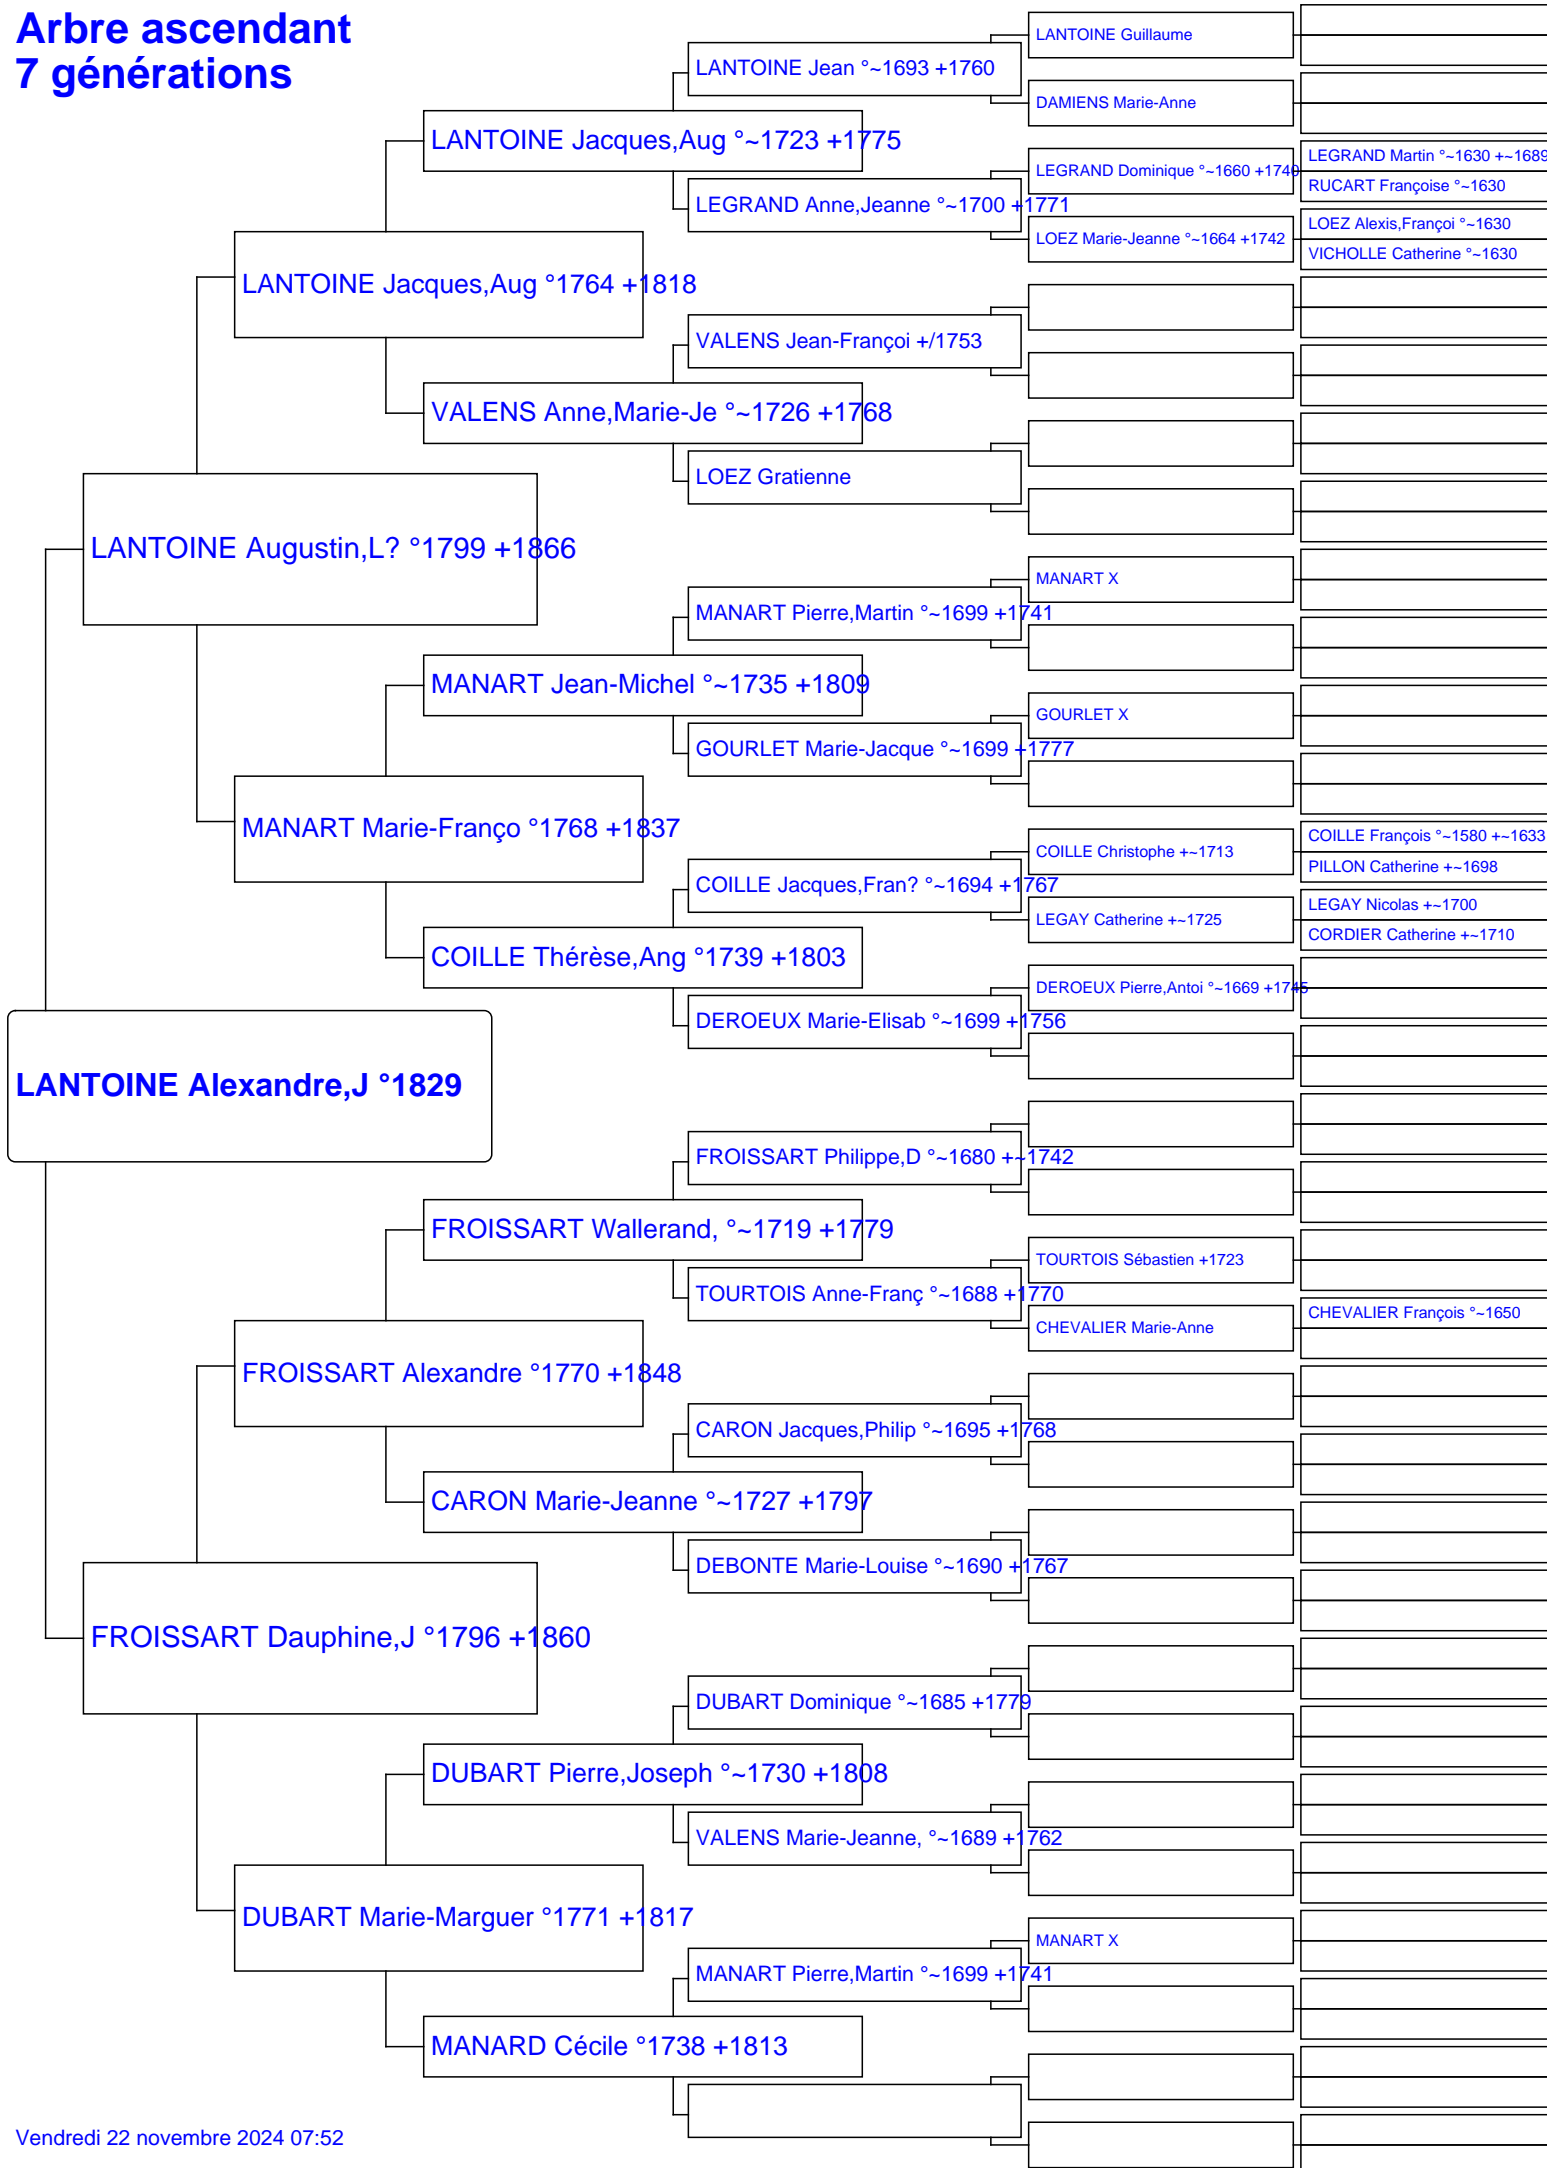 Arbre ascendant
7 générations
LANTOINE Alexandre,J °1829
LANTOINE Augustin,L? °1799 +1866
FROISSART Dauphine,J °1796 +1860
LANTOINE Jacques,Aug °1764 +1818
MANART Marie-Franço °1768 +1837
FROISSART Alexandre °1770 +1848
DUBART Marie-Marguer °1771 +1817
LANTOINE Jacques,Aug °~1723 +1775
VALENS Anne,Marie-Je °~1726 +1768
MANART Jean-Michel °~1735 +1809
COILLE Thérèse,Ang °1739 +1803
FROISSART Wallerand, °~1719 +1779
CARON Marie-Jeanne °~1727 +1797
DUBART Pierre,Joseph °~1730 +1808
MANARD Cécile °1738 +1813
LANTOINE Jean °~1693 +1760
LEGRAND Anne,Jeanne °~1700 +1771
VALENS Jean-Françoi +/1753
LOEZ Gratienne
MANART Pierre,Martin °~1699 +1741
GOURLET Marie-Jacque °~1699 +1777
COILLE Jacques,Fran? °~1694 +1767
DEROEUX Marie-Elisab °~1699 +1756
FROISSART Philippe,D °~1680 +~1742
TOURTOIS Anne-Franç °~1688 +1770
CARON Jacques,Philip °~1695 +1768
DEBONTE Marie-Louise °~1690 +1767
DUBART Dominique °~1685 +1779
VALENS Marie-Jeanne, °~1689 +1762
MANART Pierre,Martin °~1699 +1741
LANTOINE Guillaume
DAMIENS Marie-Anne
LEGRAND Dominique °~1660 +1740
LOEZ Marie-Jeanne °~1664 +1742
MANART X
GOURLET X
COILLE Christophe +~1713
LEGAY Catherine +~1725
DEROEUX Pierre,Antoi °~1669 +1745
TOURTOIS Sébastien +1723
CHEVALIER Marie-Anne
MANART X
LEGRAND Martin °~1630 +~1689
RUCART Françoise °~1630
LOEZ Alexis,Françoi °~1630
VICHOLLE Catherine °~1630
COILLE François °~1580 +~1633
PILLON Catherine +~1698
LEGAY Nicolas +~1700
CORDIER Catherine +~1710
CHEVALIER François °~1650
Vendredi 22 novembre 2024 07:52